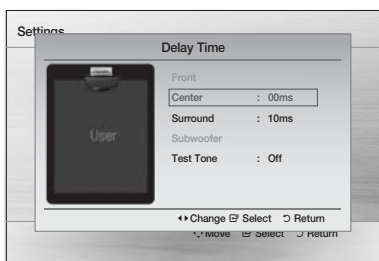 Settings
Delay Time
Front
Center : 00ms
Surround : 10ms
Subwoofer
Test Tone : Off
User
Change Select Return
Move Select Return